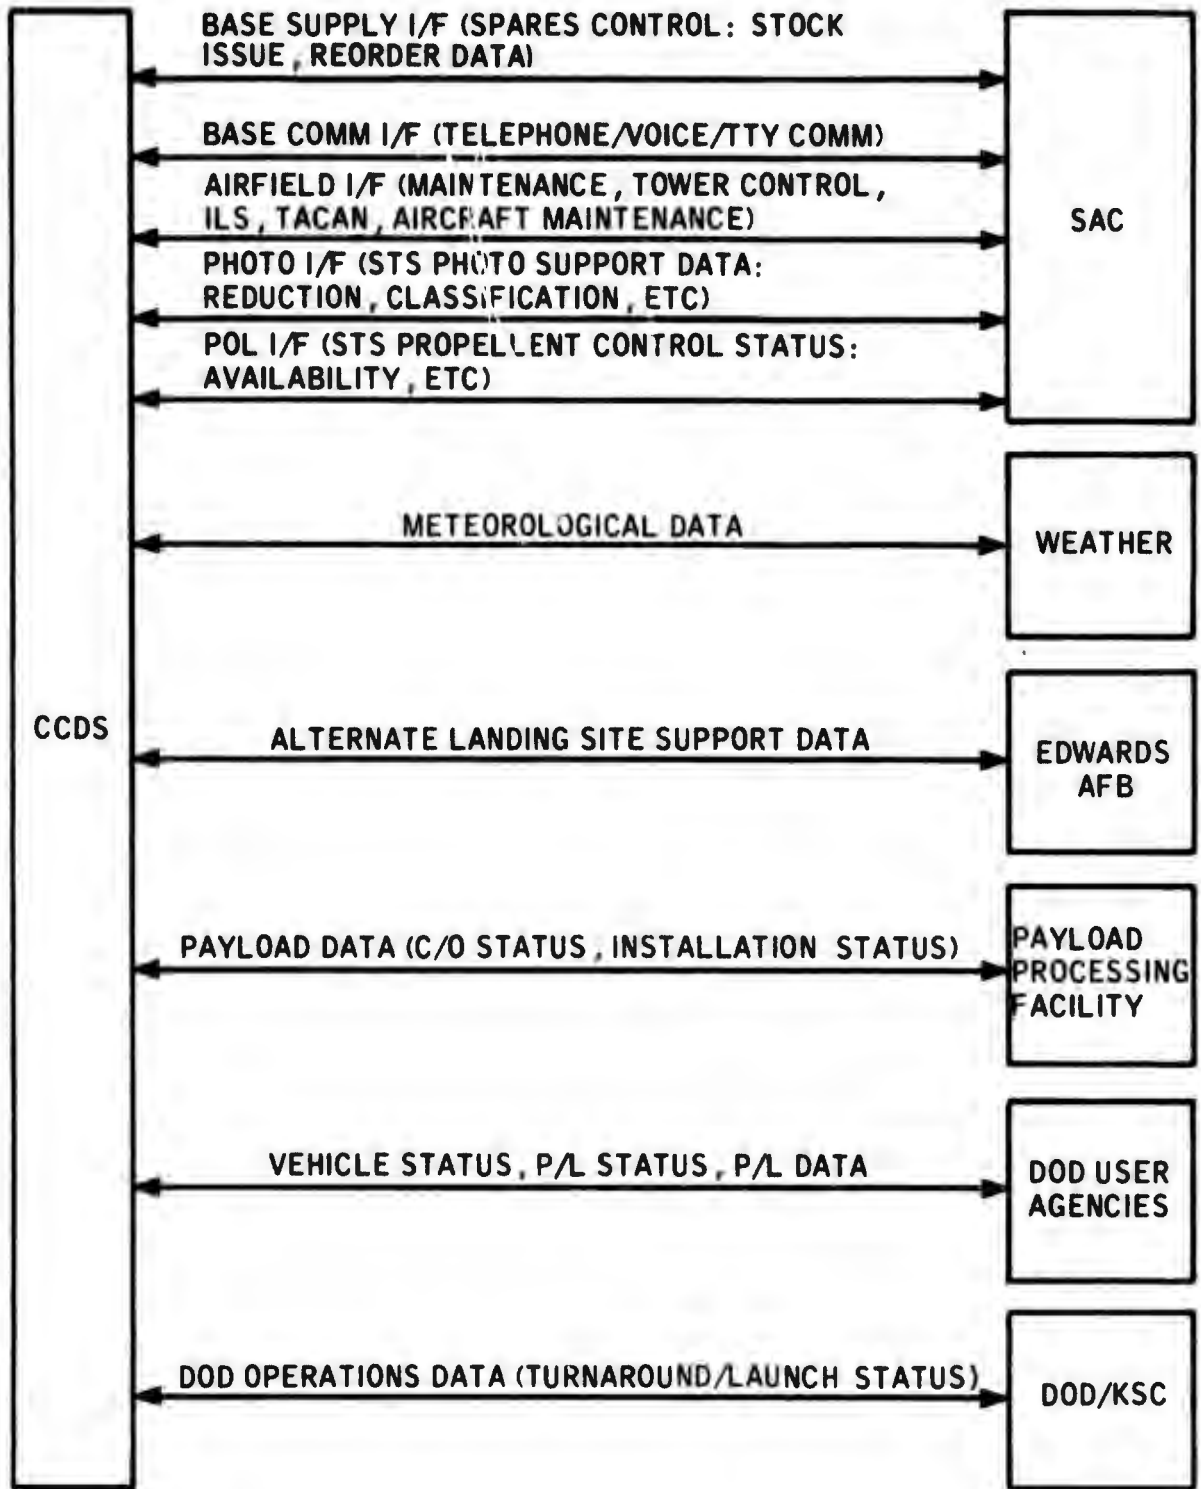 BASE SUPPLY I/F (SPARES CONTROL: STOCK
ISSUE, REORDER DATA)
BASE COMM I/F (TELEPHONE/VOICE/TTY COMM)
AIRFIELD I/F (MAINTENANCE, TOWER CONTROL,
ILS, TACAN, AIRCRAFT MAINTENANCE)
SAC
PHOTO I/F (STS PHOTO SUPPORT DATA:
REDUCTION, CLASSIFICATION, ETC)
POL I/F (STS PROPELLENT CONTROL STATUS:
AVAILABILITY, ETC)
METEOROLOGICAL DATA
WEATHER
CCDS
ALTERNATE LANDING SITE SUPPORT DATA
EDWARDS
AFB
PAYLOAD DATA (C/O STATUS, INSTALLATION STATUS)
PAYLOAD
PROCESSING
FACILITY
VEHICLE STATUS, P/L STATUS, P/L DATA
DOD USER
AGENCIES
DOD OPERATIONS DATA (TURNAROUND/LAUNCH STATUS)
DOD/KSC